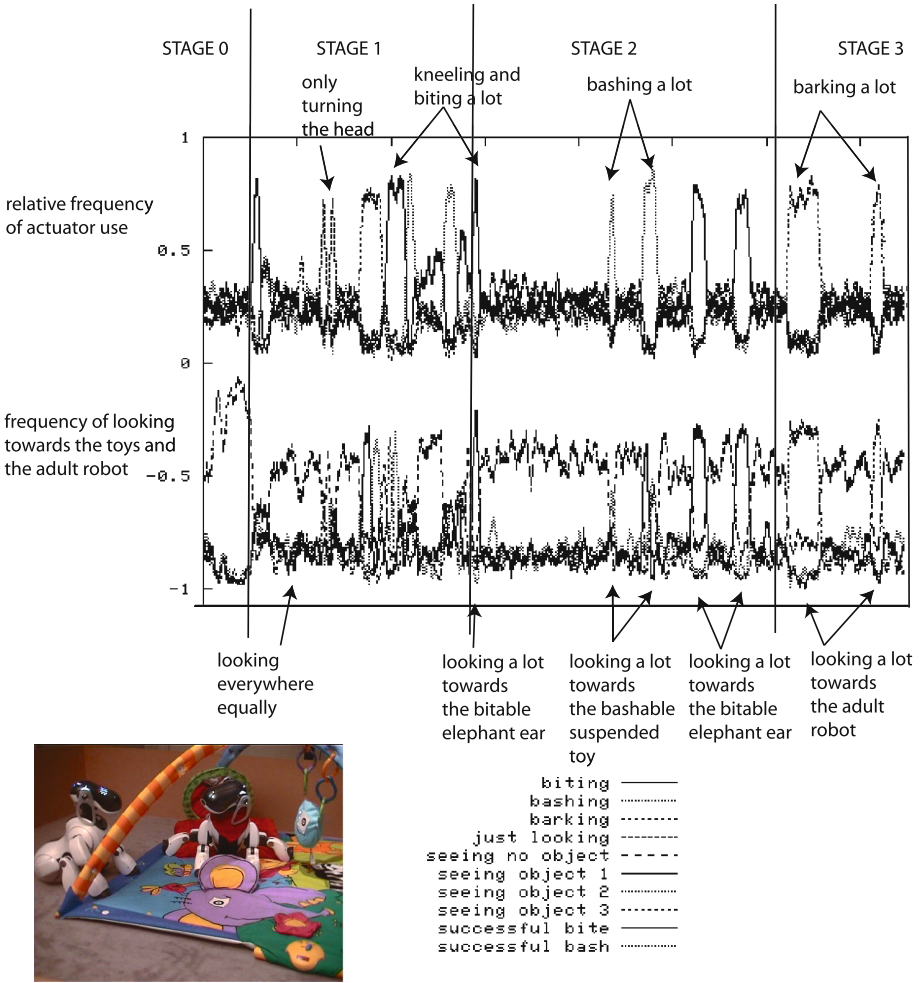 STAGE 0
STAGE 1
STAGE 2
STAGE 3
only
turning
the head
kneeling and
biting a lot
bashing a lot
barking a lot
1
relative frequency
of actuator use
0.5
0
frequency of looking
towards the toys and
the adult robot
-0.5
-1
looking
everywhere
equally
looking a lot
towards
the bitable
elephant ear
looking a lot
towards
the bashable
suspended
toy
looking a lot
towards
the bitable
elephant ear
looking a lot
towards
the adult
robot
biting
bashing
barking
just looking
seeing no object
seeing object 1
seeing object 2
seeing object 3
successful bite
successful bash